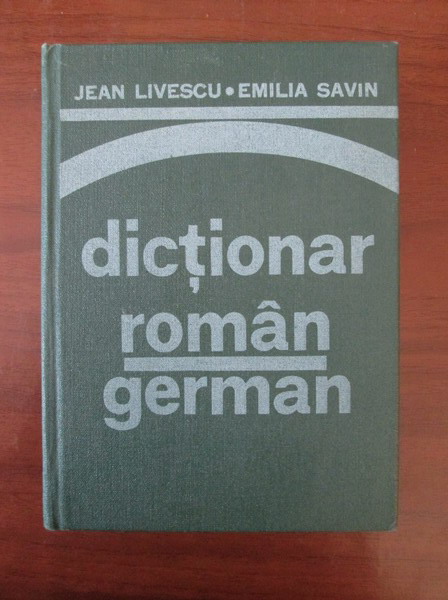 JEAN LIVESCU • EMILIA SAVIN
dicționar
român
german